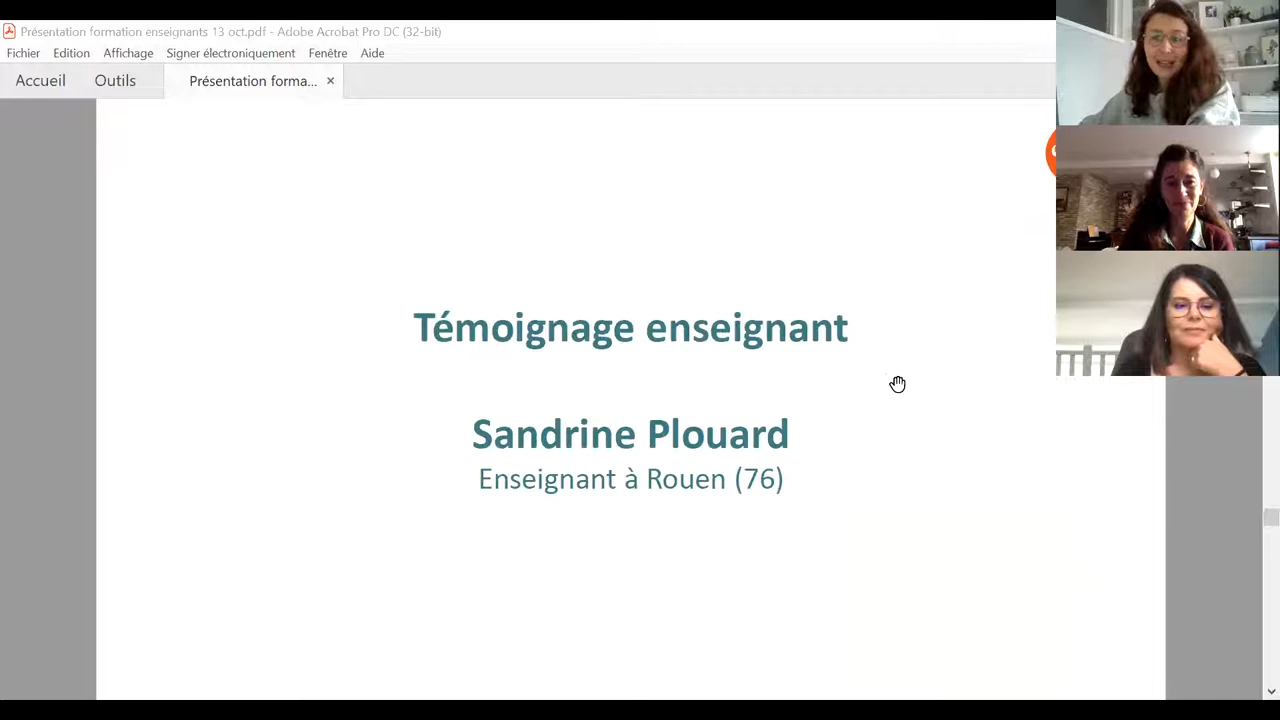 Présentation formation enseignants 13 oct.pdf - Adobe Acrobat Pro DC (32-bit)
Fichier Edition Affichage Signer électroniquement Fenêtre Aide
Accueil Outils Présentation forma... ×
Témoignage enseignant
Sandrine Plouard
Enseignant à Rouen (76)